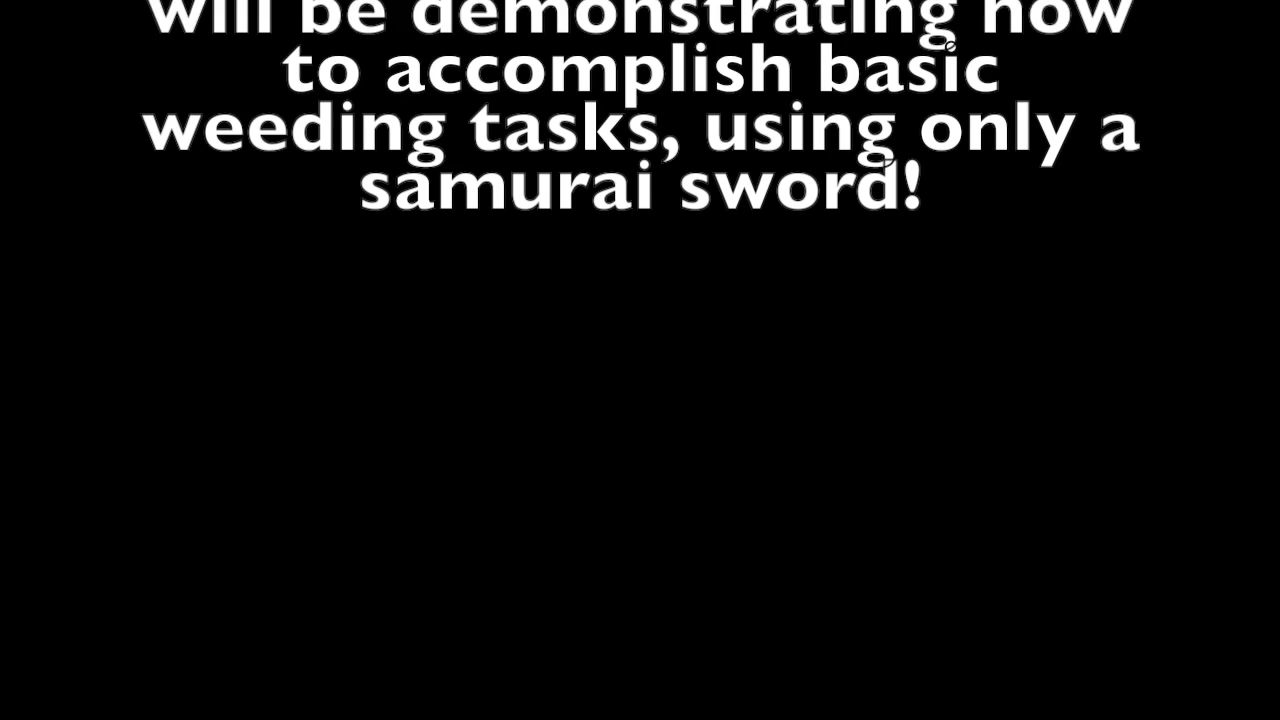 will be demonstrating how
to accomplish basic
weeding tasks, using only a
samurai sword!